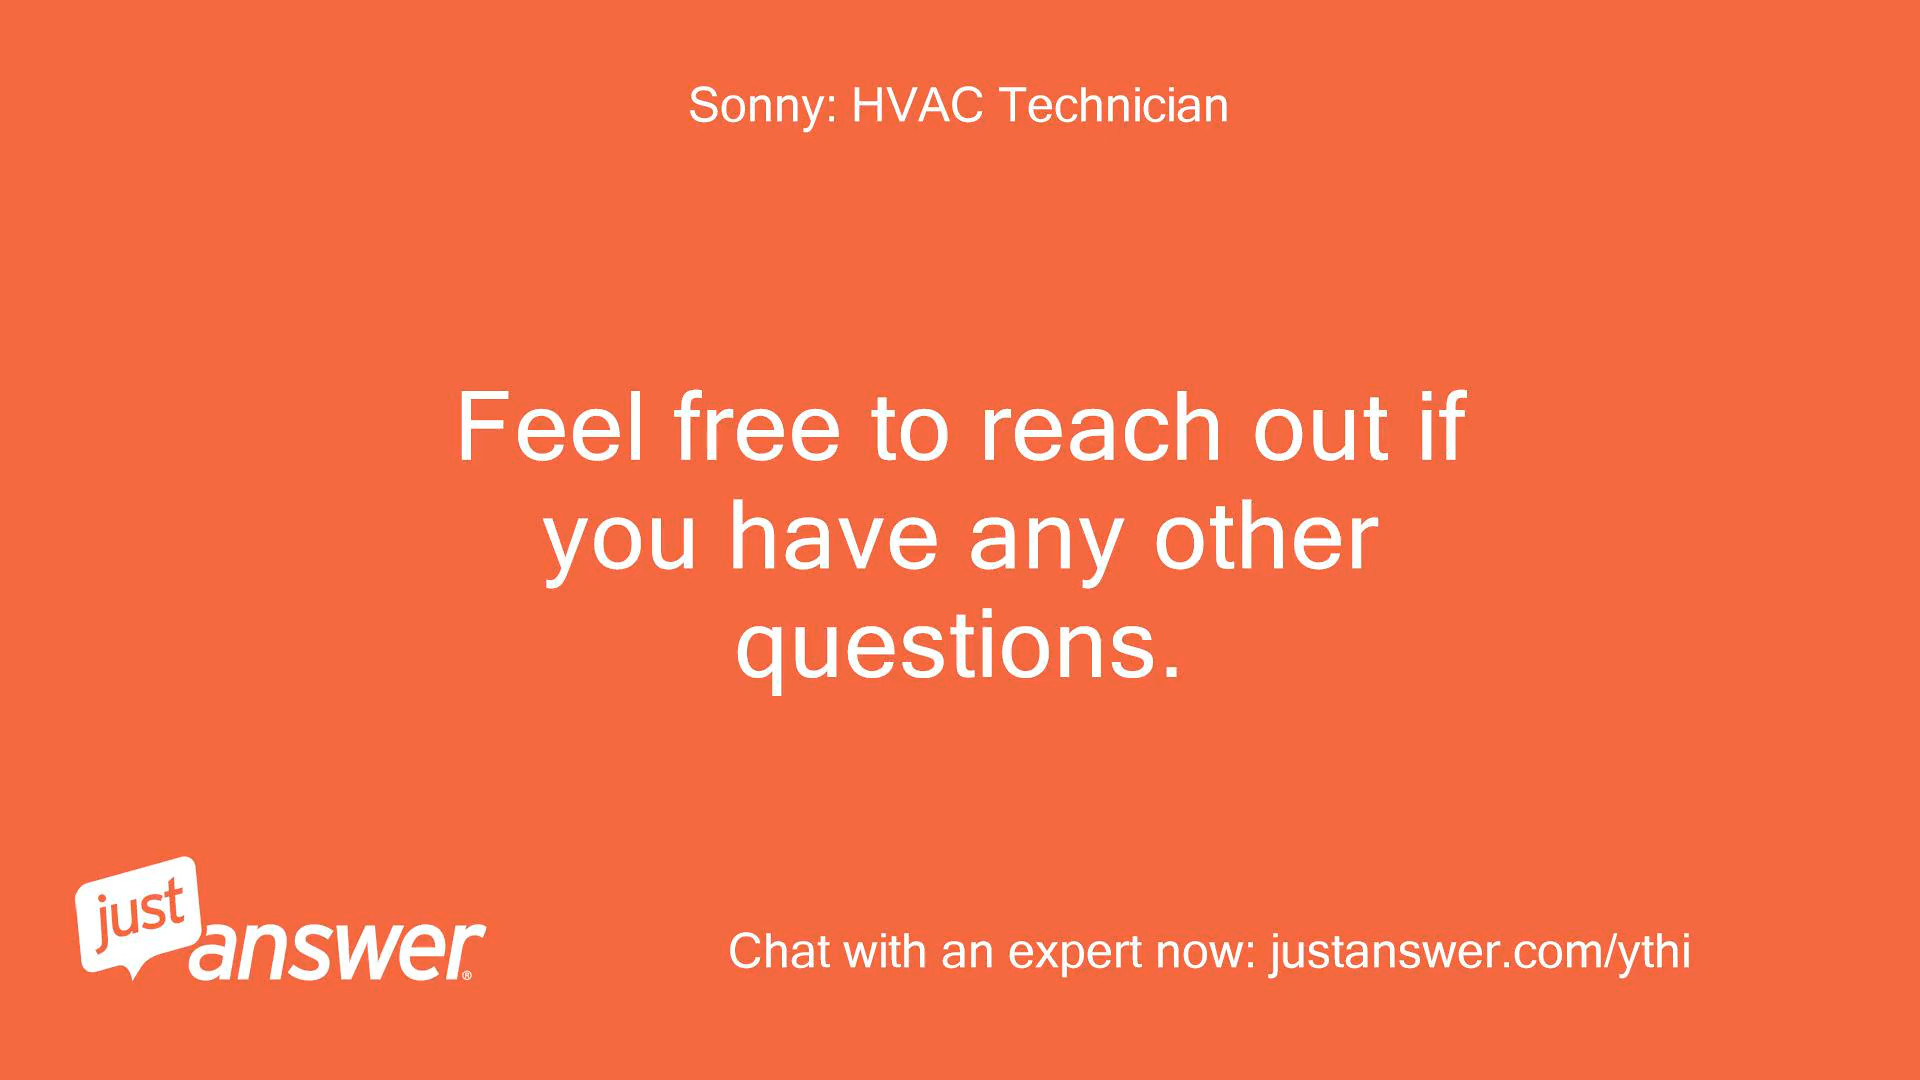 Sonny: HVAC Technician
Feel free to reach out if
you have any other
questions.
just
answer®
Chat with an expert now: justanswer.com/ythi